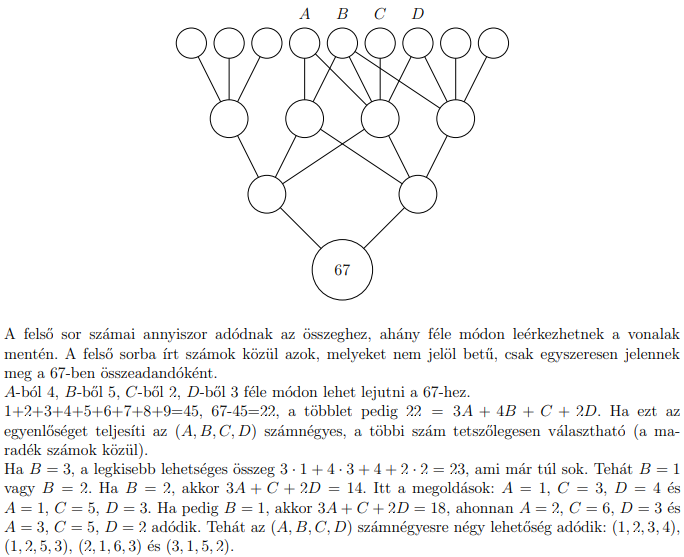 A B C D
67
A felső sor számai annyiszor adódnak az összeghez, ahány féle módon leérkezhetnek a vonalak
mentén. A felső sorba írt számok közül azok, melyeket nem jelöl betű, csak egyszeresen jelennek
meg a 67-ben összeadandóként.
A-ból 4, B-ből 5, C-ből 2, D-ből 3 féle módon lehet lejutni a 67-hez.
1+2+3+4+5+6+7+8+9=45, 67-45=22, a többlet pedig 22 = 3A + 4B + C + 2D. Ha ezt az
egyenlőséget teljesíti az (A, B, C, D) számnégyes, a többi szám tetszőlegesen választható (a ma-
radék számok közül).
Ha B = 3, a legkisebb lehetséges összeg 3 · 1 + 4 · 3 + 4 + 2 · 2 = 23, ami már túl sok. Tehát B = 1
vagy B = 2. Ha B = 2, akkor 3A + C + 2D = 14. Itt a megoldások: A = 1, C = 3, D = 4 és
A = 1, C = 5, D = 3. Ha pedig B = 1, akkor 3A + C + 2D = 18, ahonnan A = 2, C = 6, D = 3 és
A = 3, C = 5, D = 2 adódik. Tehát az (A, B, C, D) számnégyesre négy lehetőség adódik: (1, 2, 3, 4),
(1, 2, 5, 3), (2, 1, 6, 3) és (3, 1, 5, 2).